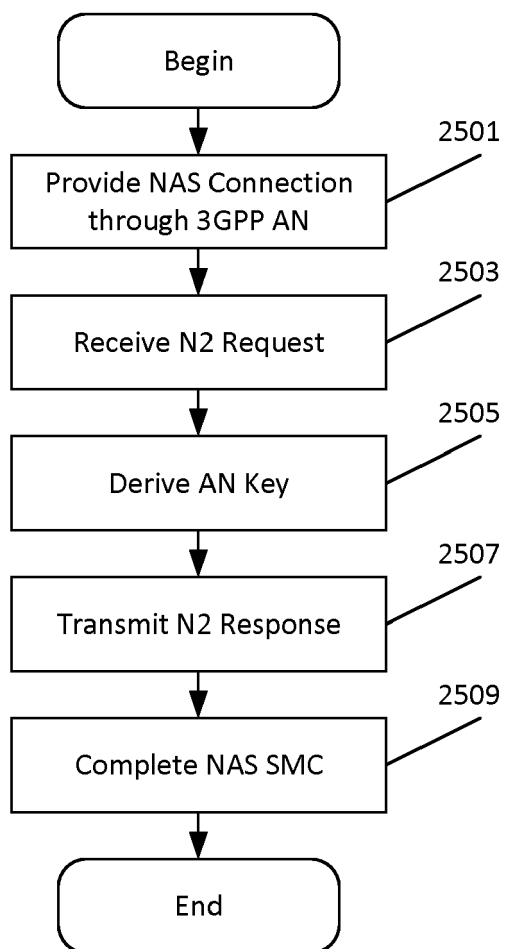 Begin
2501
Provide NAS Connection
through 3GPP AN
2503
Receive N2 Request
2505
Derive AN Key
2507
Transmit N2 Response
2509
Complete NAS SMC
End